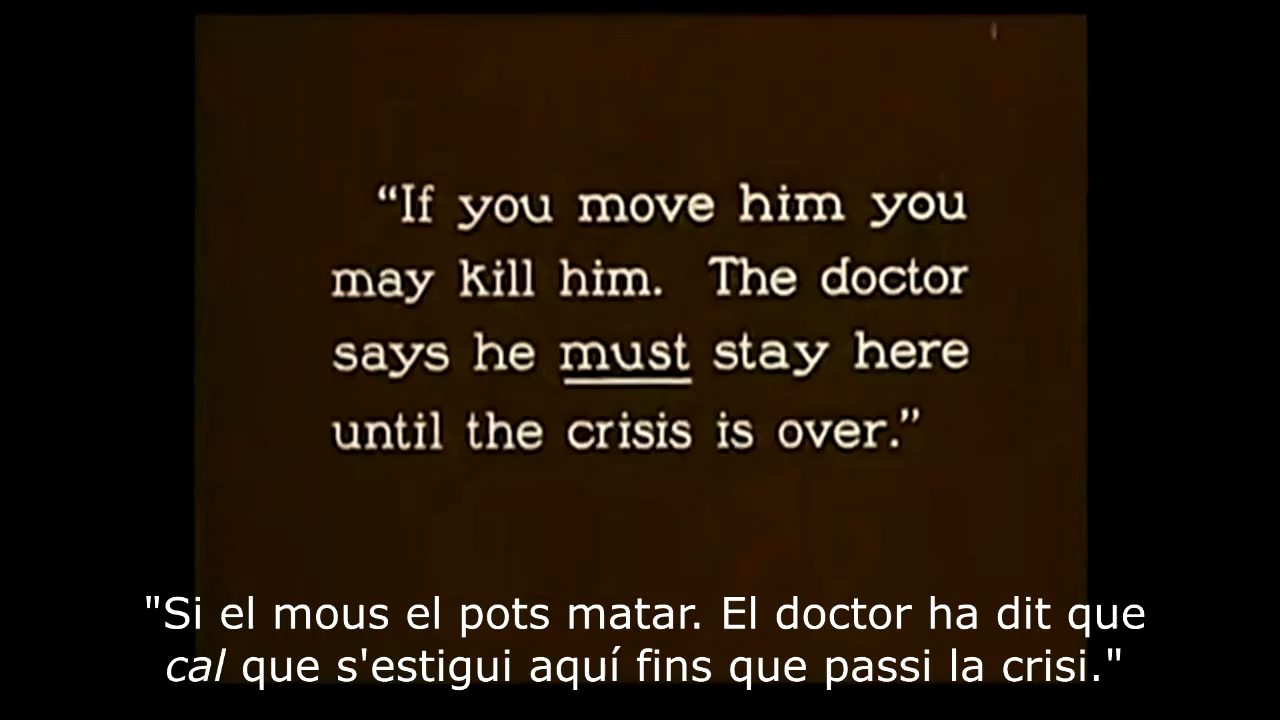 “If you move him you
may kill him. The doctor
says he must stay here
until the crisis is over.”
"Si el mous el pots matar. El doctor ha dit que
cal que s'estigui aquí fins que passi la crisi."